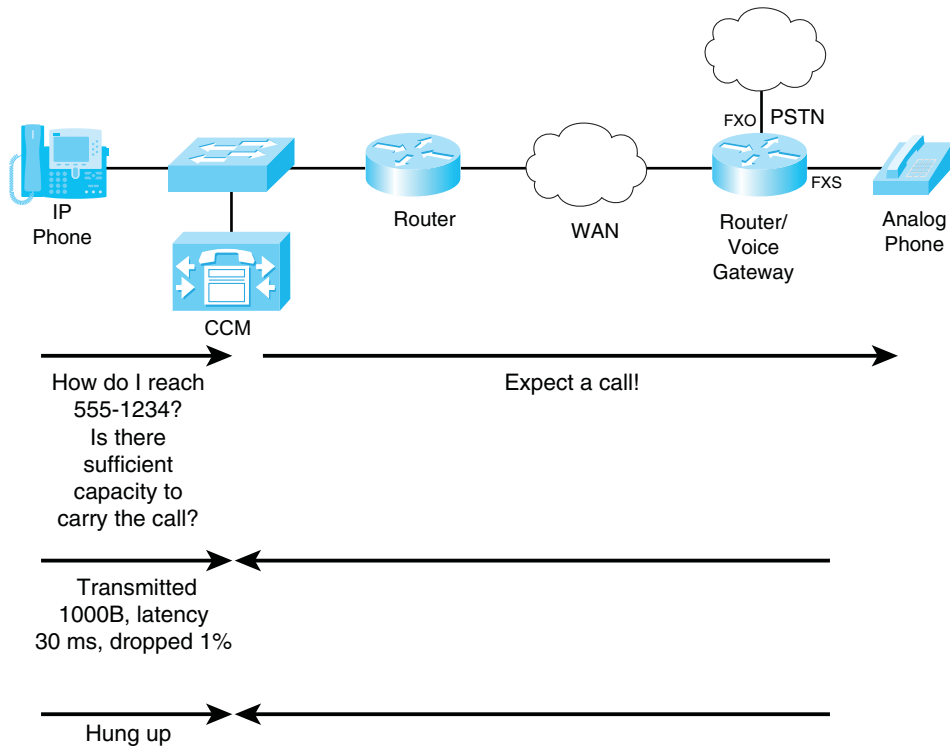 FXO
PSTN
FXS
IP
Phone
Router
WAN
Router/
Voice
Gateway
Analog
Phone
CCM
How do I reach
555-1234?
Is there
sufficient
capacity to
carry the call?
Expect a call!
Transmitted
1000B, latency
30 ms, dropped 1%
Hung up